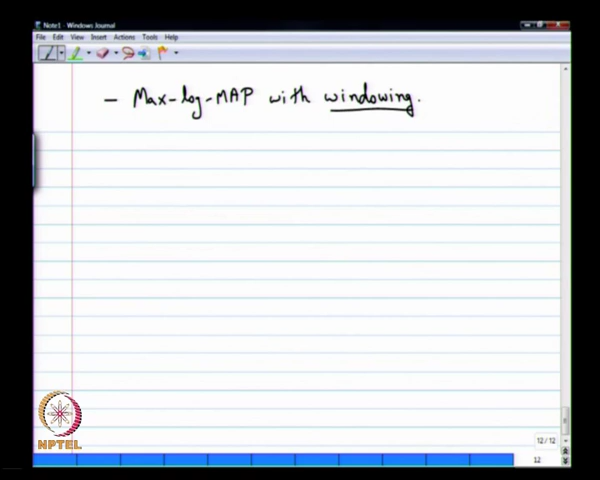 Note1 - Windows Journal
File Edit View Insert Actions Tools Help
– Max-log-MAP with windowing.
NPTEL
12/12
12